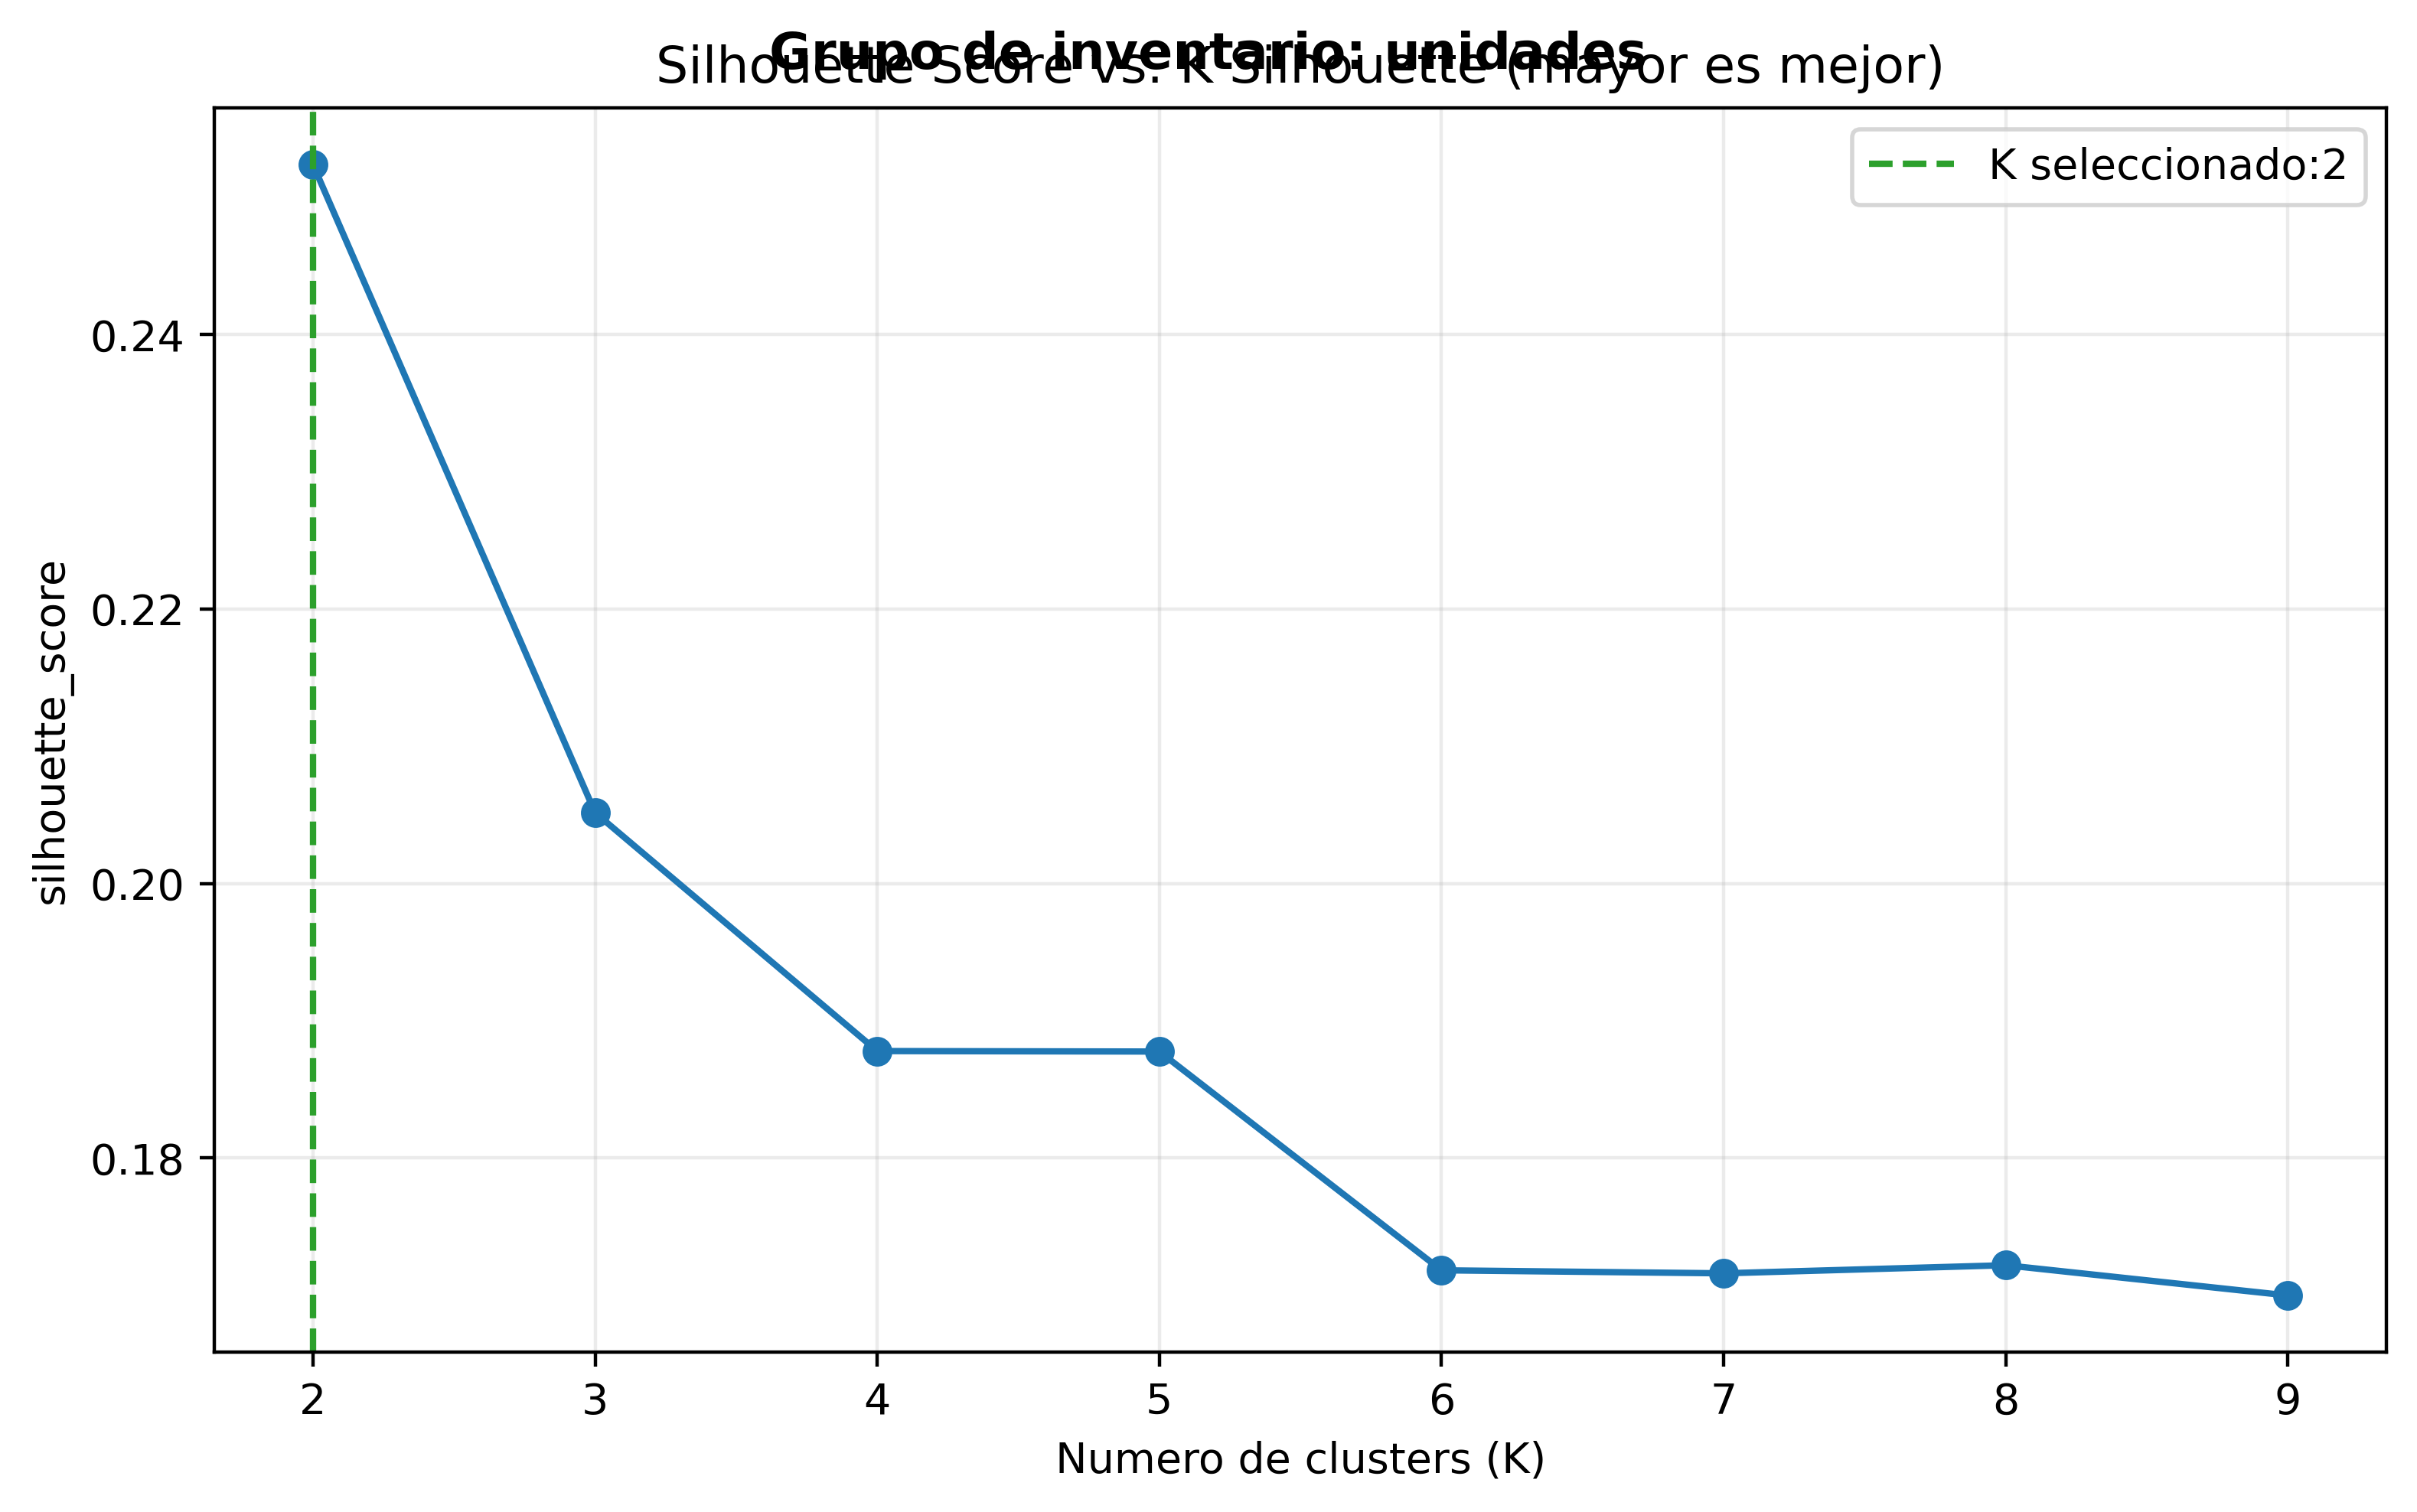 Grupo de inventario: unidades
Silhouette Score vs. K Silhouette (mayor es mejor)
K seleccionado:2
silhouette_score
0.24
0.22
0.20
0.18
2 3 4 5 6 7 8 9
Numero de clusters (K)